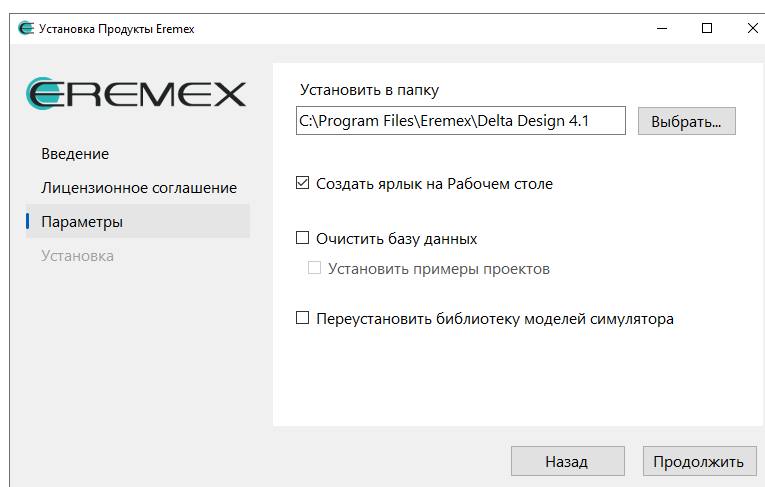 Установка Продукты Eremex
EREMEX
Введение
Лицензионное соглашение
Параметры
Установка
Установить в папку
C:\Program Files\Eremex\Delta Design 4.1
Выбрать...
Создать ярлык на Рабочем столе
Очистить базу данных
Установить примеры проектов
Переустановить библиотеку моделей симулятора
Назад
Продолжить